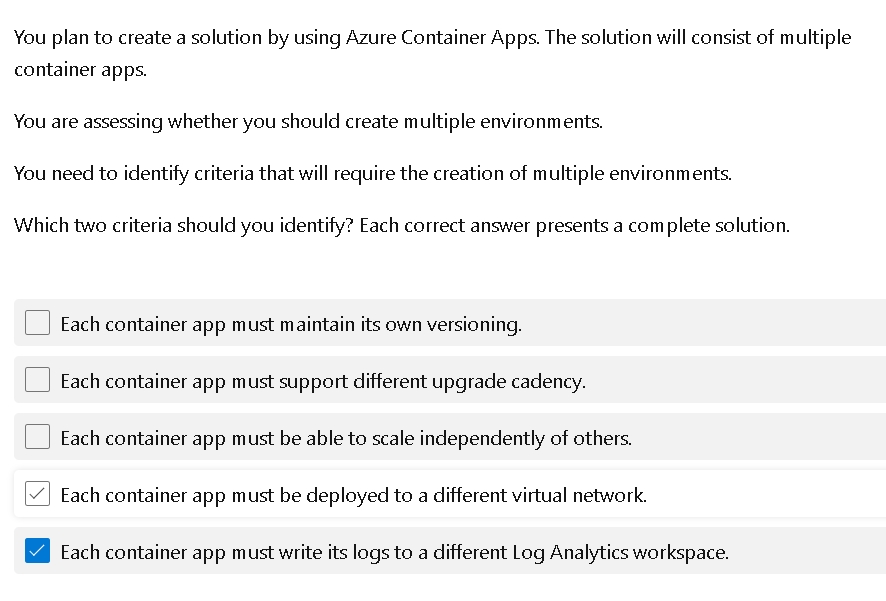 You plan to create a solution by using Azure Container Apps. The solution will consist of multiple
container apps.
You are assessing whether you should create multiple environments.
You need to identify criteria that will require the creation of multiple environments.
Which two criteria should you identify? Each correct answer presents a complete solution.
Each container app must maintain its own versioning.
Each container app must support different upgrade cadency.
Each container app must be able to scale independently of others.
Each container app must be deployed to a different virtual network.
Each container app must write its logs to a different Log Analytics workspace.